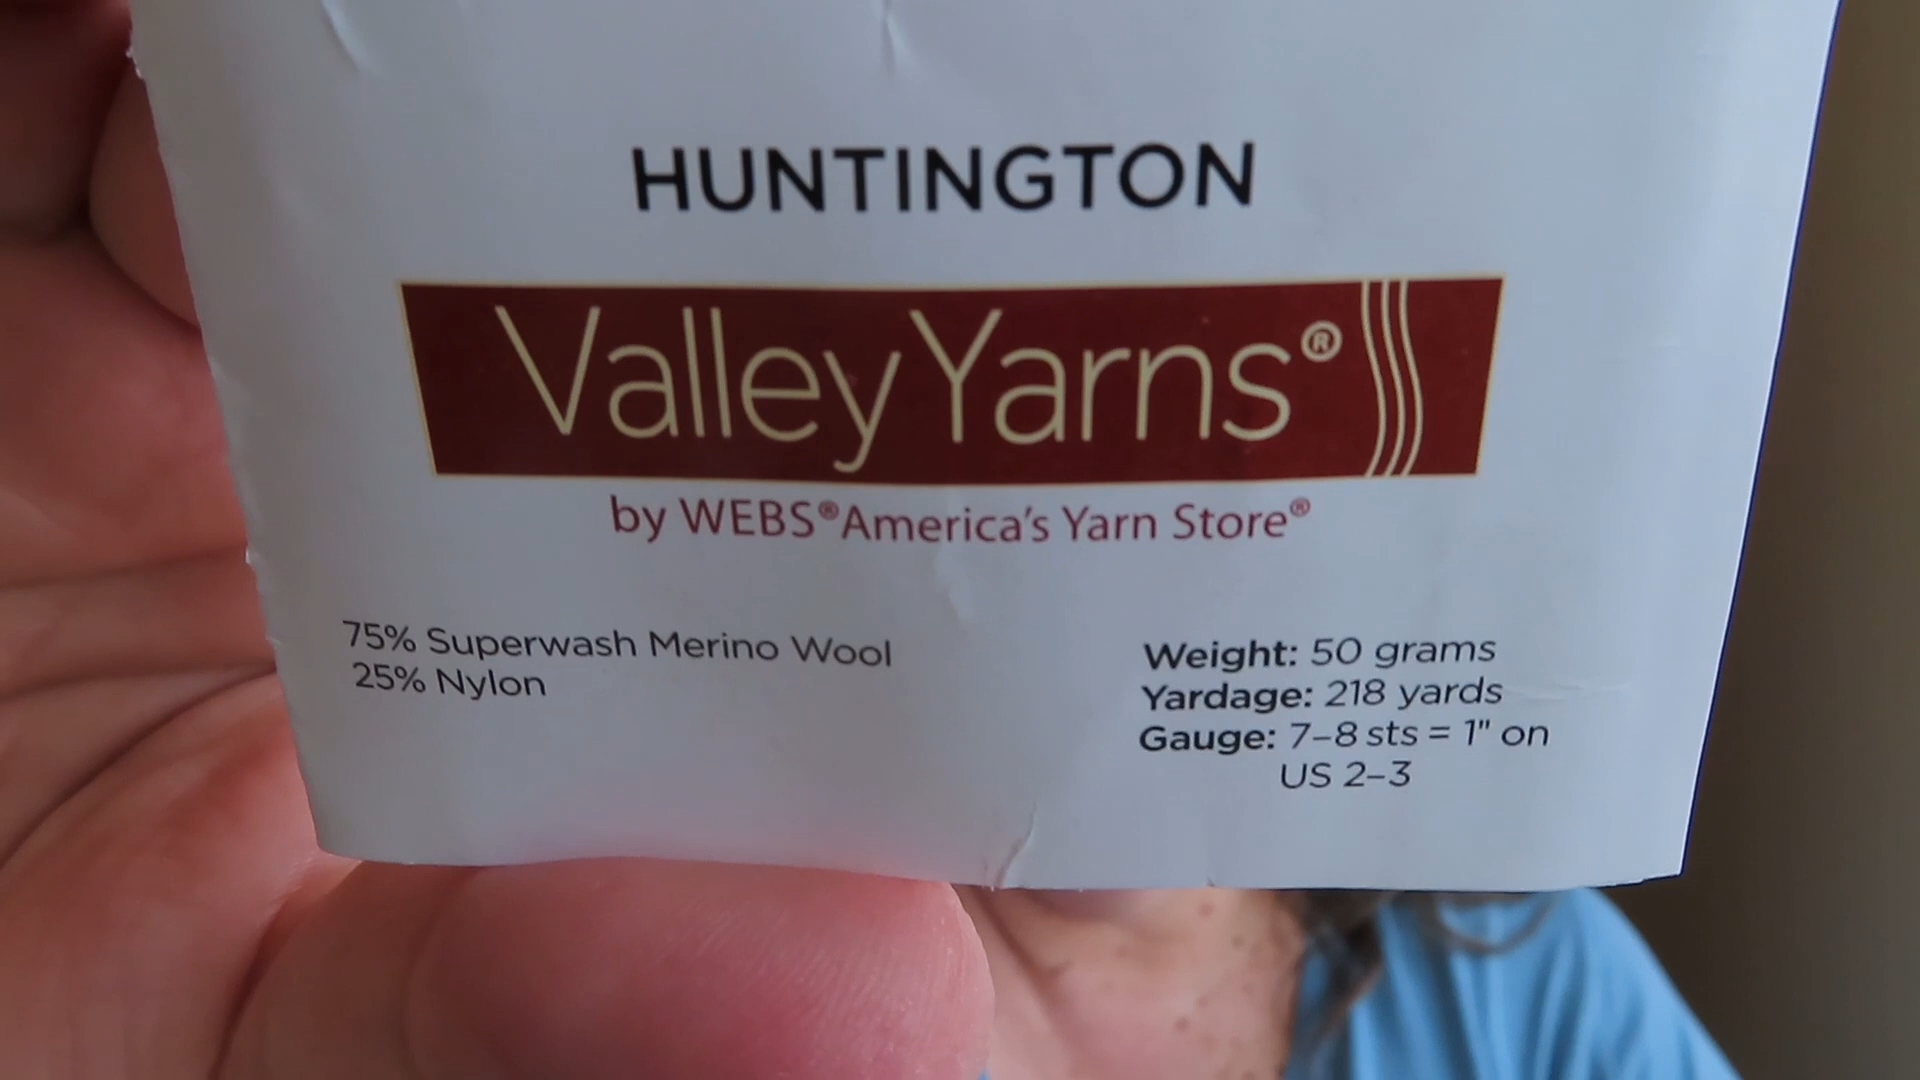 HUNTINGTON
Valley Yarns®
by WEBS® America's Yarn Store®
75% Superwash Merino Wool
25% Nylon
Weight: 50 grams
Yardage: 218 yards
Gauge: 7–8 sts = 1" on
US 2–3